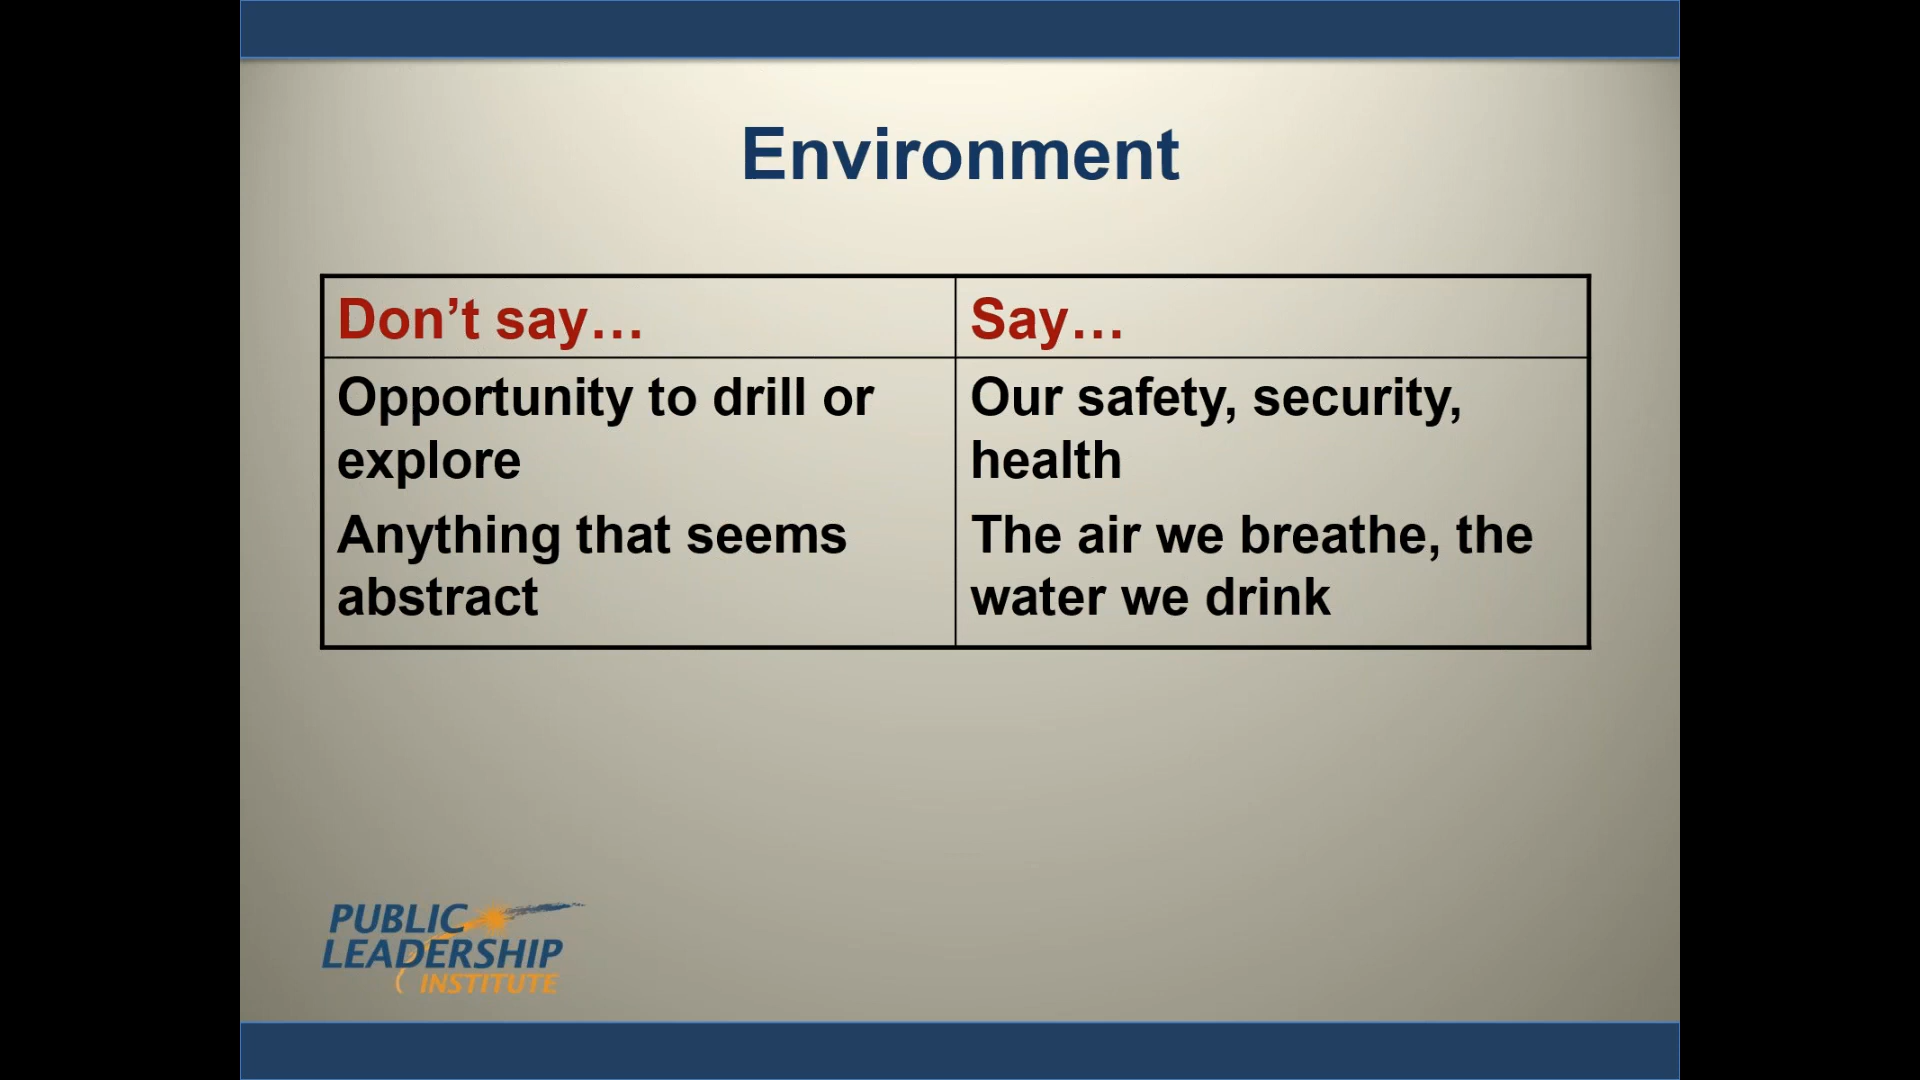 Environment
Don’t say…
Say…
Opportunity to drill or
explore
Anything that seems
abstract
Our safety, security,
health
The air we breathe, the
water we drink
PUBLIC
LEADERSHIP
INSTITUTE